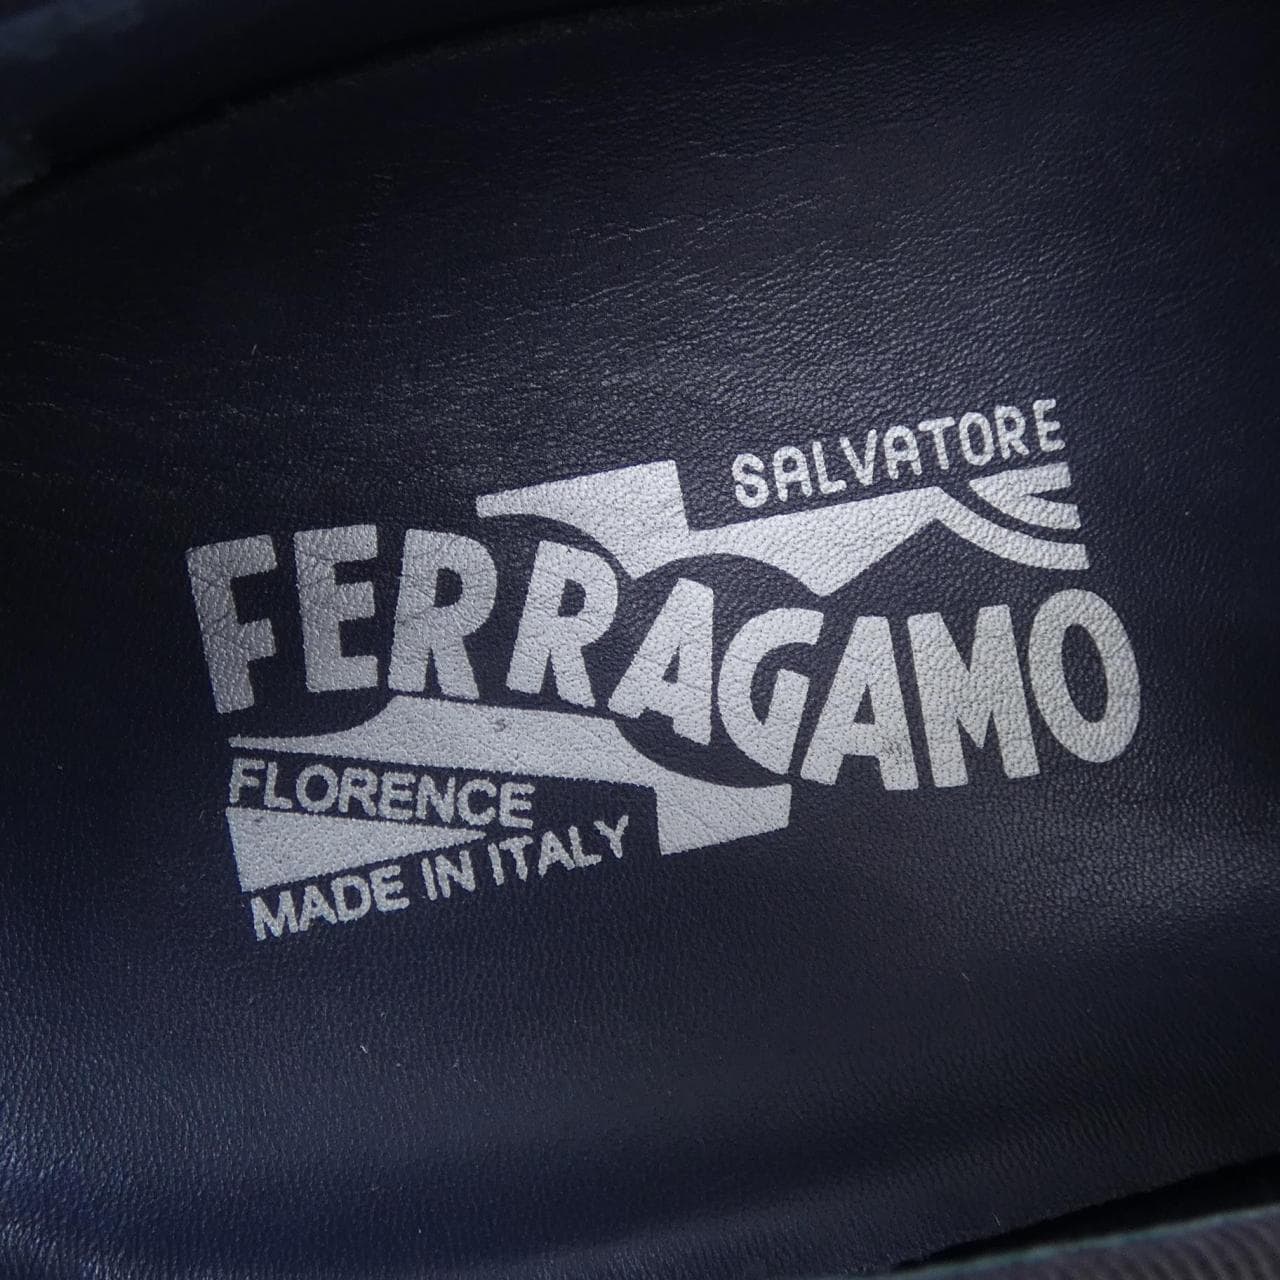 SALVATORE
FERRAGAMO
FLORENCE
MADE IN ITALY